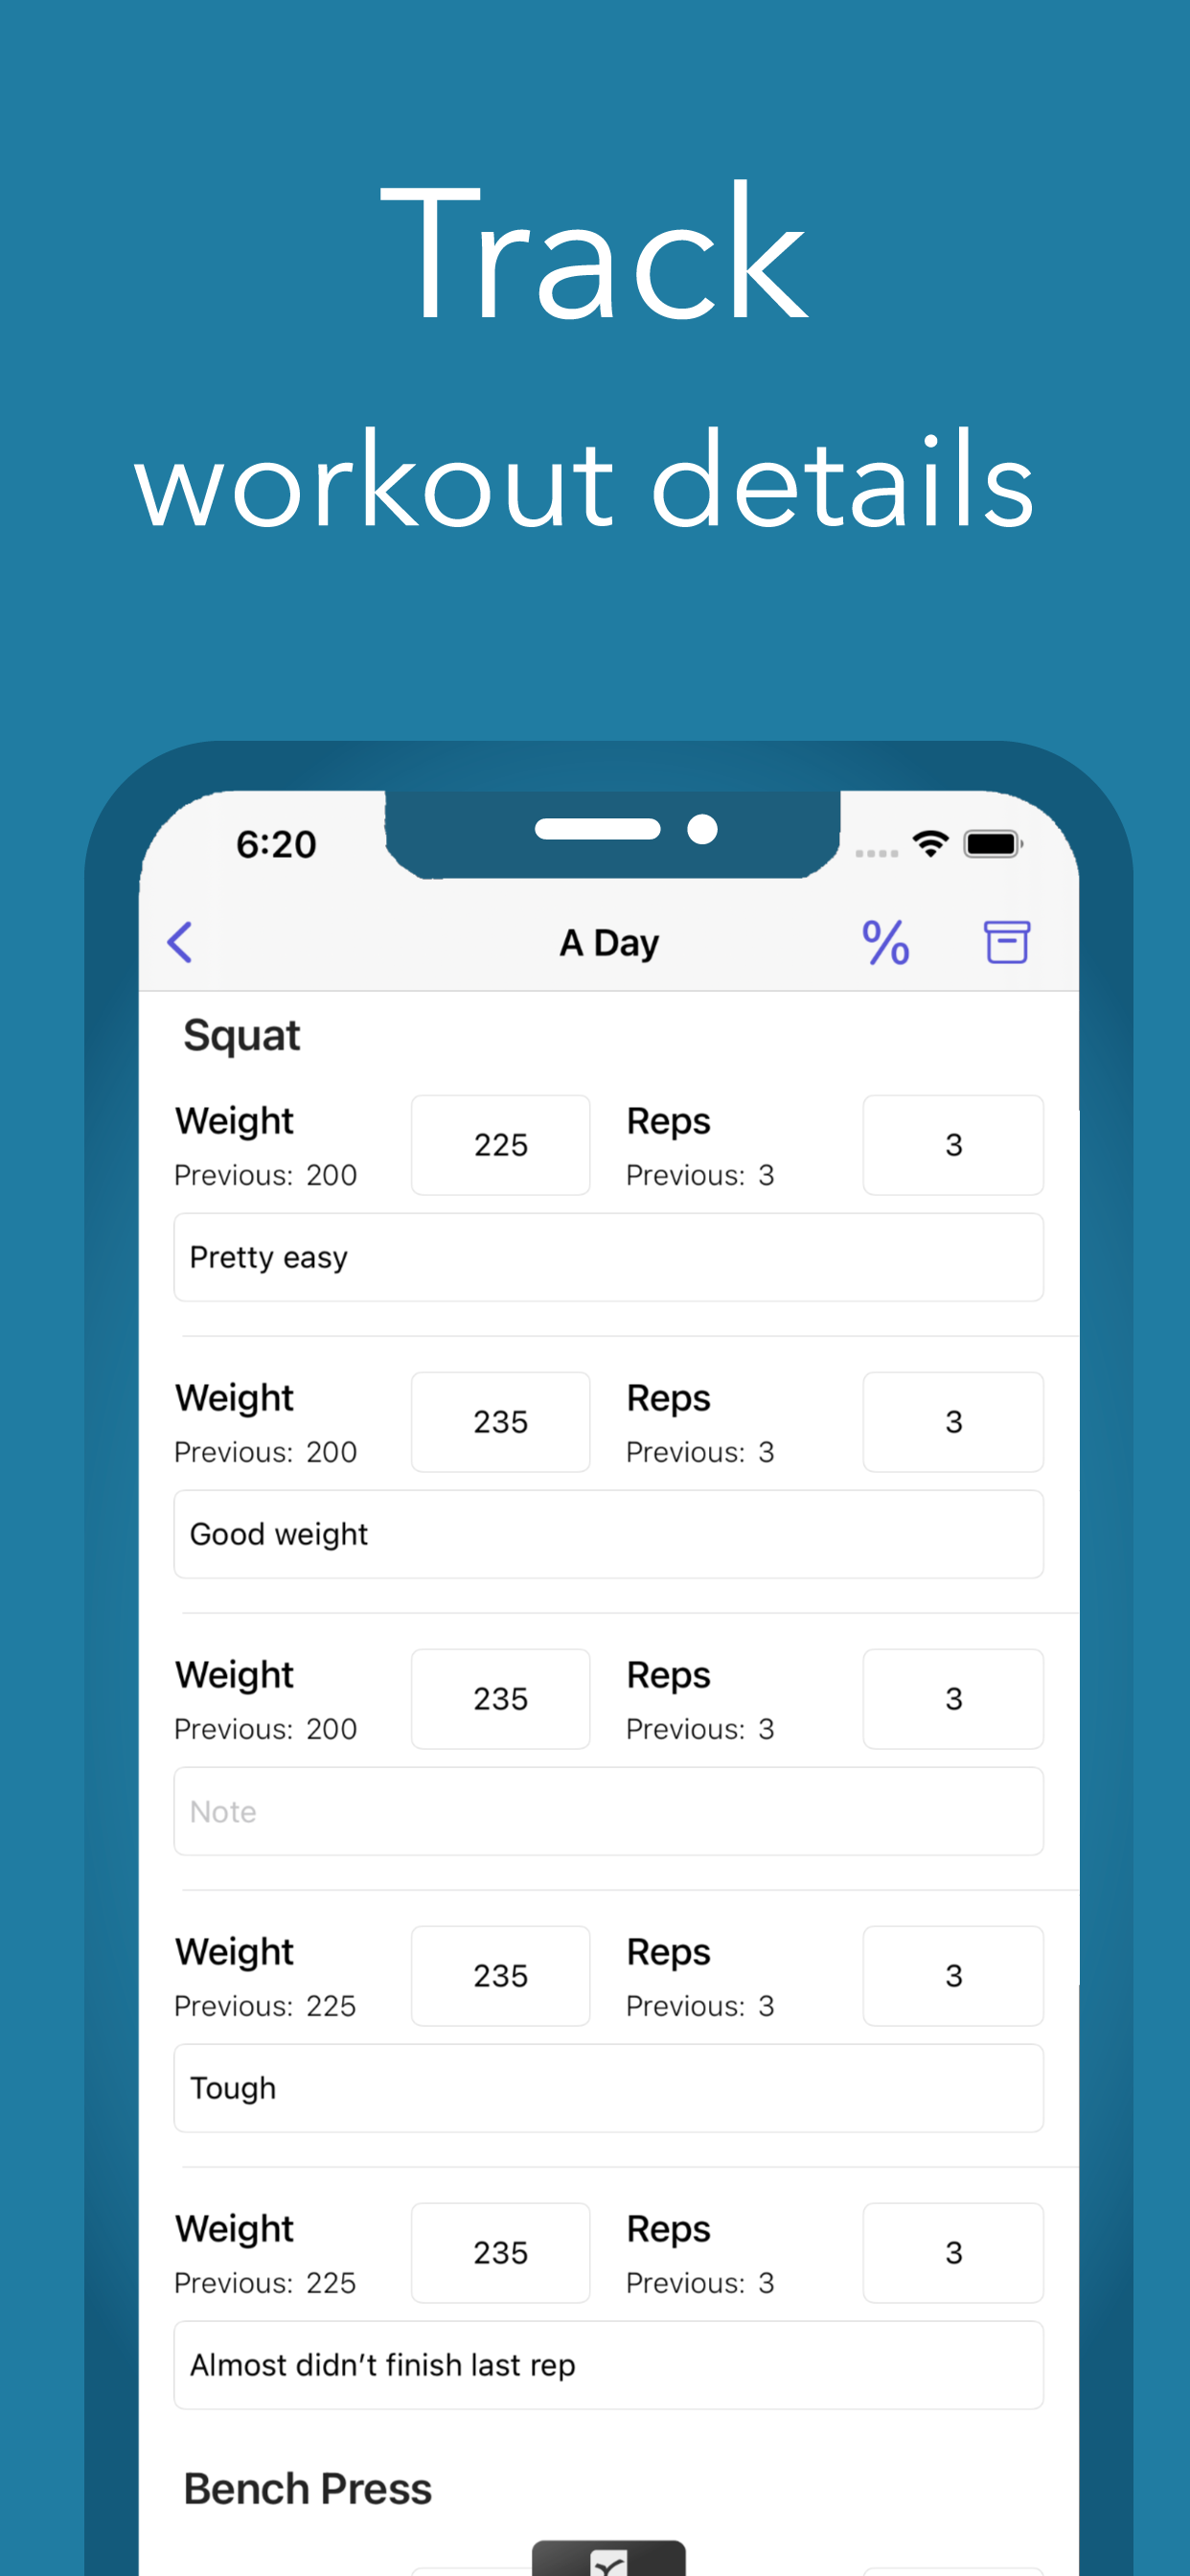 Track
workout details
6:20
A Day
%
Squat
Weight 225 Reps 3
Previous: 200 Previous: 3
Pretty easy
Weight 235 Reps 3
Previous: 200 Previous: 3
Good weight
Weight 235 Reps 3
Previous: 200 Previous: 3
Note
Weight 235 Reps 3
Previous: 225 Previous: 3
Tough
Weight 235 Reps 3
Previous: 225 Previous: 3
Almost didn’t finish last rep
Bench Press